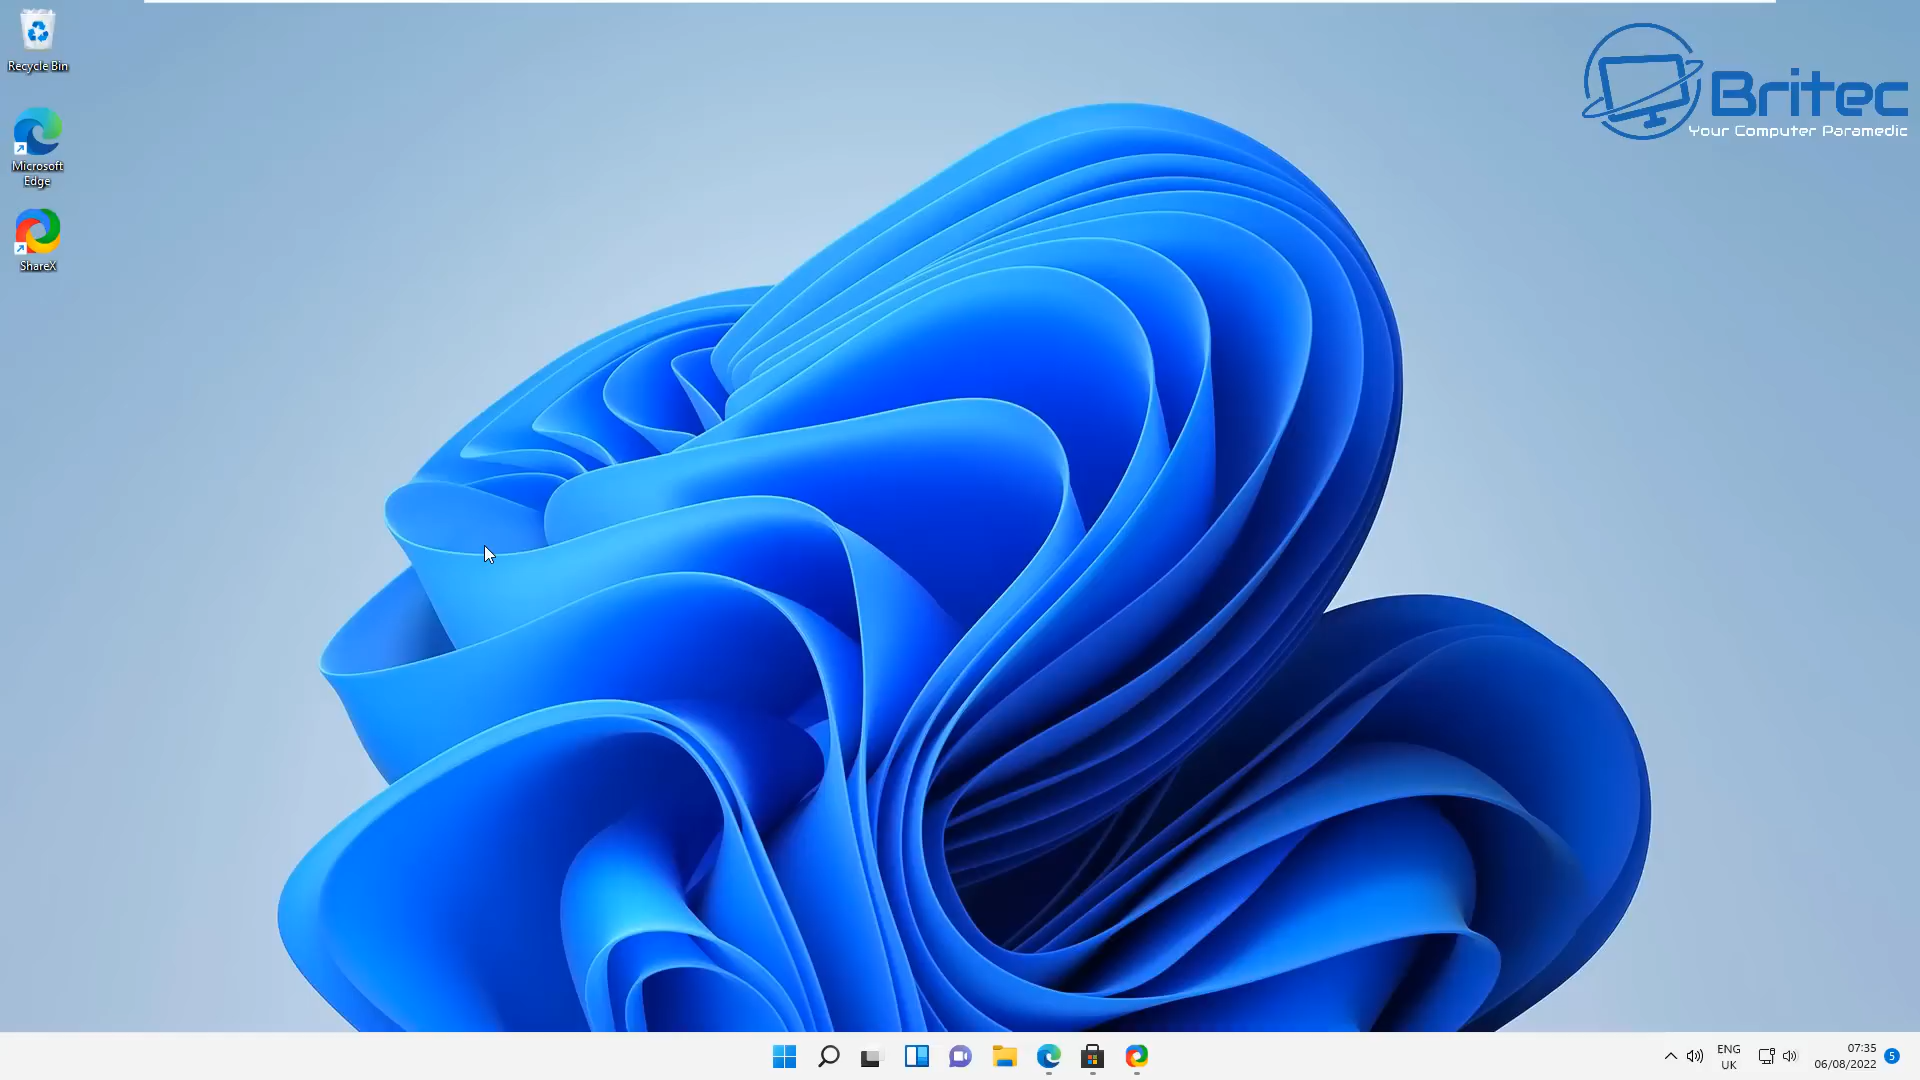 Recycle Bin
Microsoft
Edge
ShareX
Britec
Your Computer Paramedic
ENG
UK
07:35
06/08/2022
5